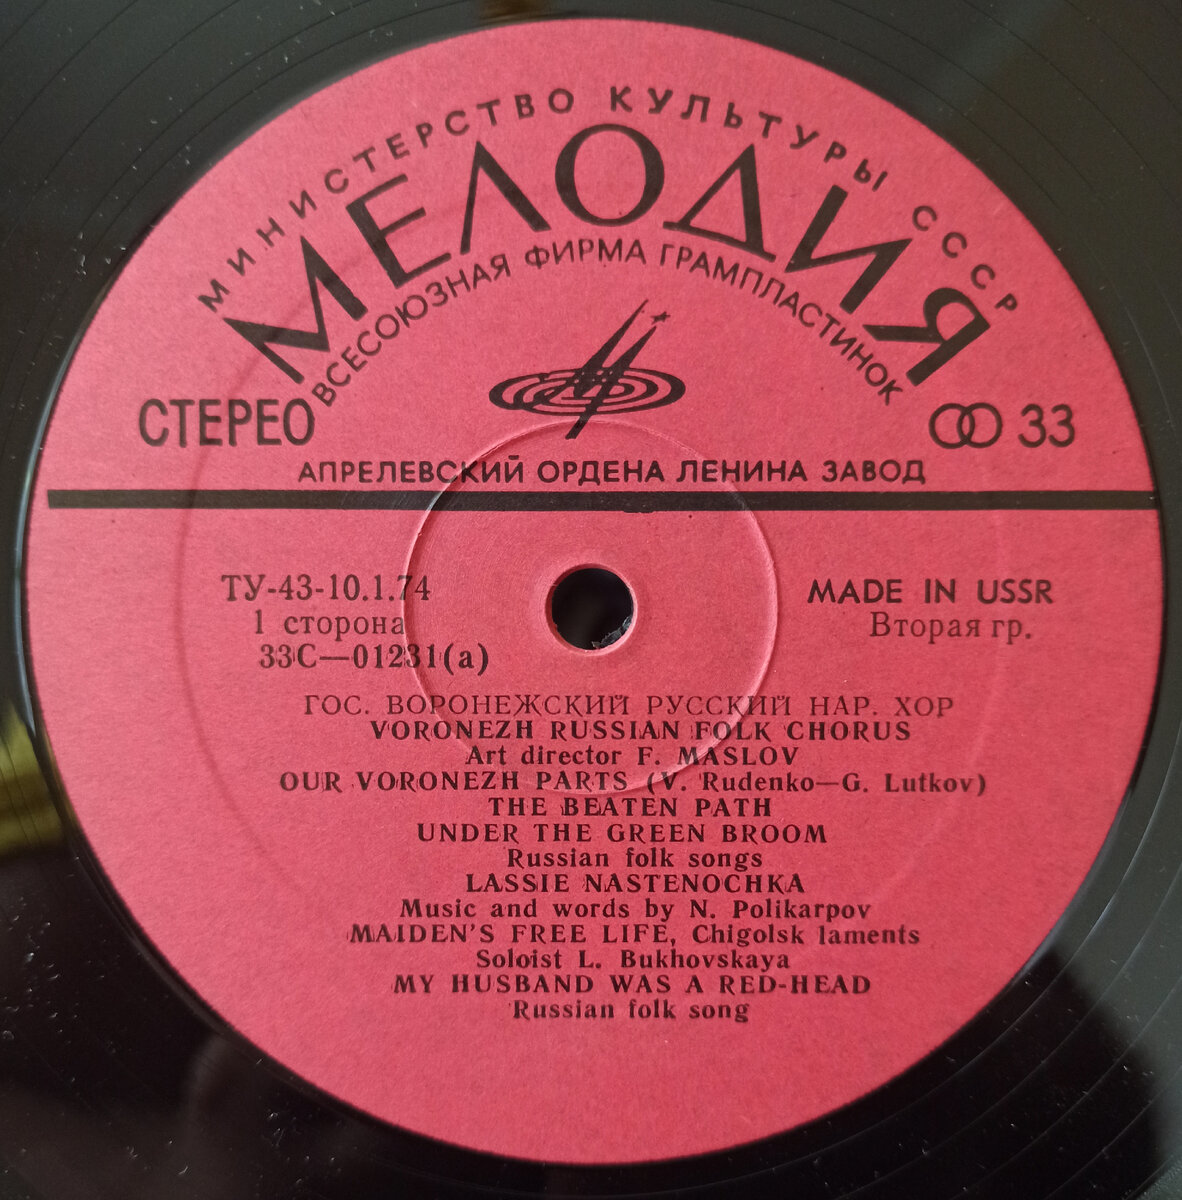 МИНИСТЕРСТВО КУЛЬТУРЫ СССР
МЕЛОДИЯ
ВСЕСОЮЗНАЯ ФИРМА ГРАМПЛАСТИНОК
СТЕРЕО
33
АПРЕЛЕВСКИЙ ОРДЕНА ЛЕНИНА ЗАВОД
ТУ-43-10.1.74
MADE IN USSR
1 сторона
Вторая гр.
33С—01231(а)
ГОС. ВОРОНЕЖСКИЙ РУССКИЙ НАР. ХОР
VORONEZH RUSSIAN FOLK CHORUS
Art director F. MASLOV
OUR VORONEZH PARTS (V. Rudenko—G. Lutkov)
THE BEATEN PATH
UNDER THE GREEN BROOM
Russian folk songs
LASSIE NASTENOCHKA
Music and words by N. Polikarpov
MAIDEN'S FREE LIFE, Chigolsk laments
Soloist L. Bukhovskaya
MY HUSBAND WAS A RED-HEAD
Russian folk song